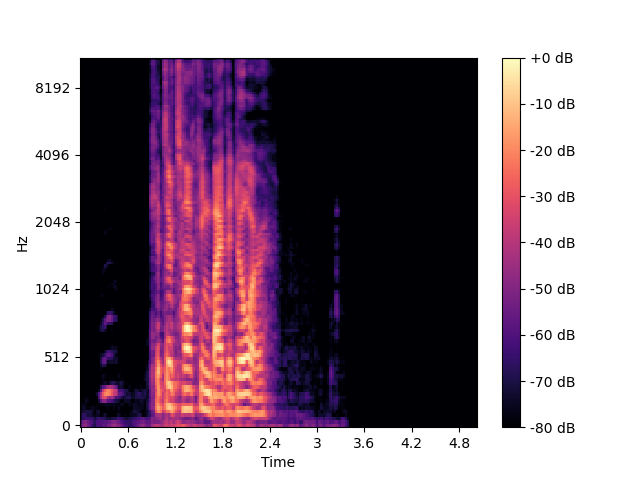 +0 dB
8192
-10 dB
4096
-20 dB
-30 dB
2048
Hz
-40 dB
1024
-50 dB
512
-60 dB
-70 dB
0
-80 dB
0 0.6 1.2 1.8 2.4 3 3.6 4.2 4.8
Time